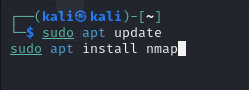 ┌──(kali㉿kali)-[~]
└─$ sudo apt update
sudo apt install nmap